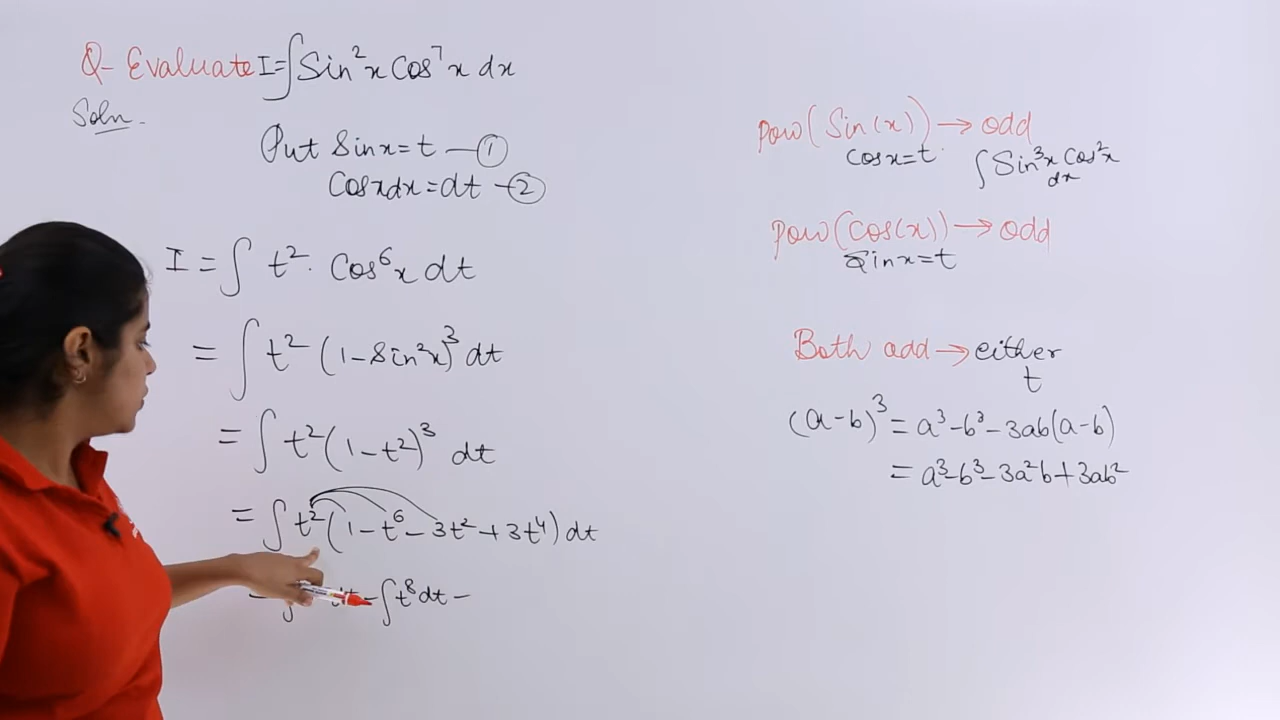 Q- Evaluate I=∫Sin²x Cos⁷x dx
Soln.
Put Sinx=t —①
Cosxdx=dt —②
I = ∫ t². Cos⁶x dt
= ∫ t² (1-Sin²x)³ dt
= ∫ t² (1-t²)³ dt
= ∫ t² (1-t⁶-3t²+3t⁴) dt
- ∫t⁸dt -
Pow(Sin(x)) → odd
Cosx=t. ∫Sin³x Cos²x
dx
Pow(Cos(x)) → odd
Sinx=t
Both odd → either
t
(a-b)³ = a³-b³-3ab(a-b)
= a³-b³-3a²b+3ab²